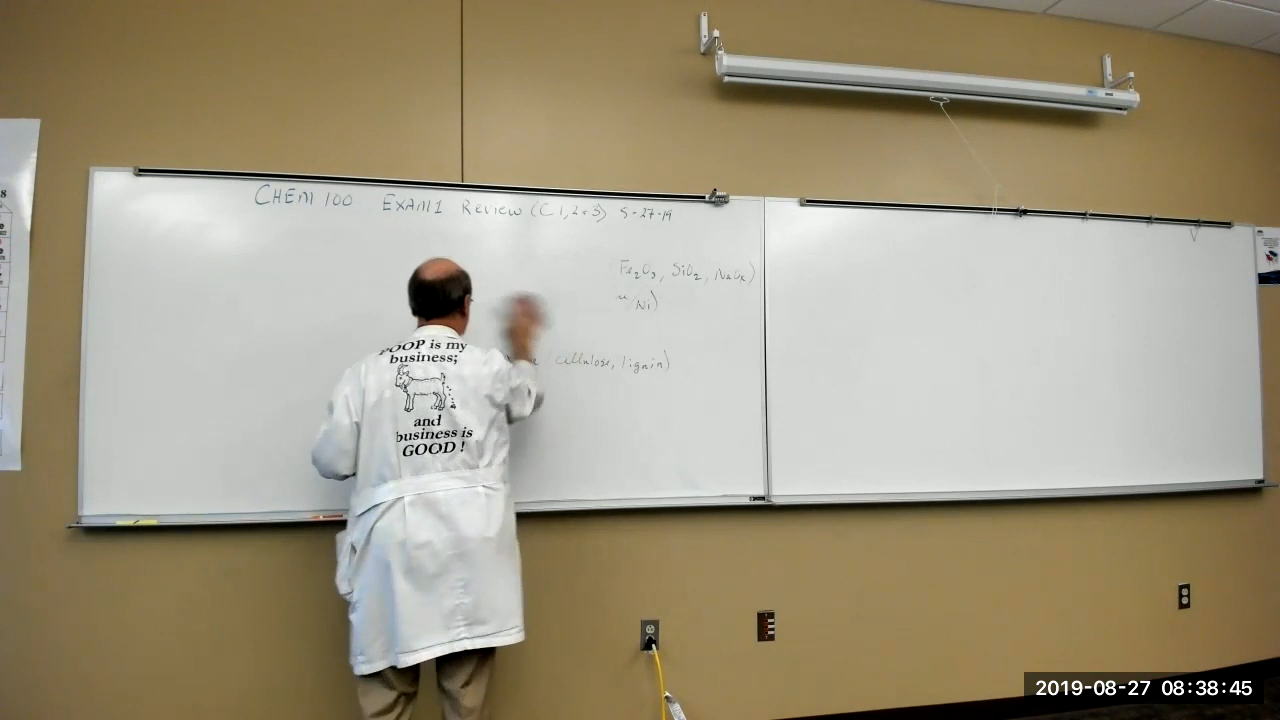 CHEM 100 EXAM 1 Review (C 1, 2 & 3) 8-27-19
Fe2O3, SiO2, NaOx)
Ni)
cellulose, lignin)
POOP is my
business;
and
business is
GOOD !
2019-08-27 08:38:45